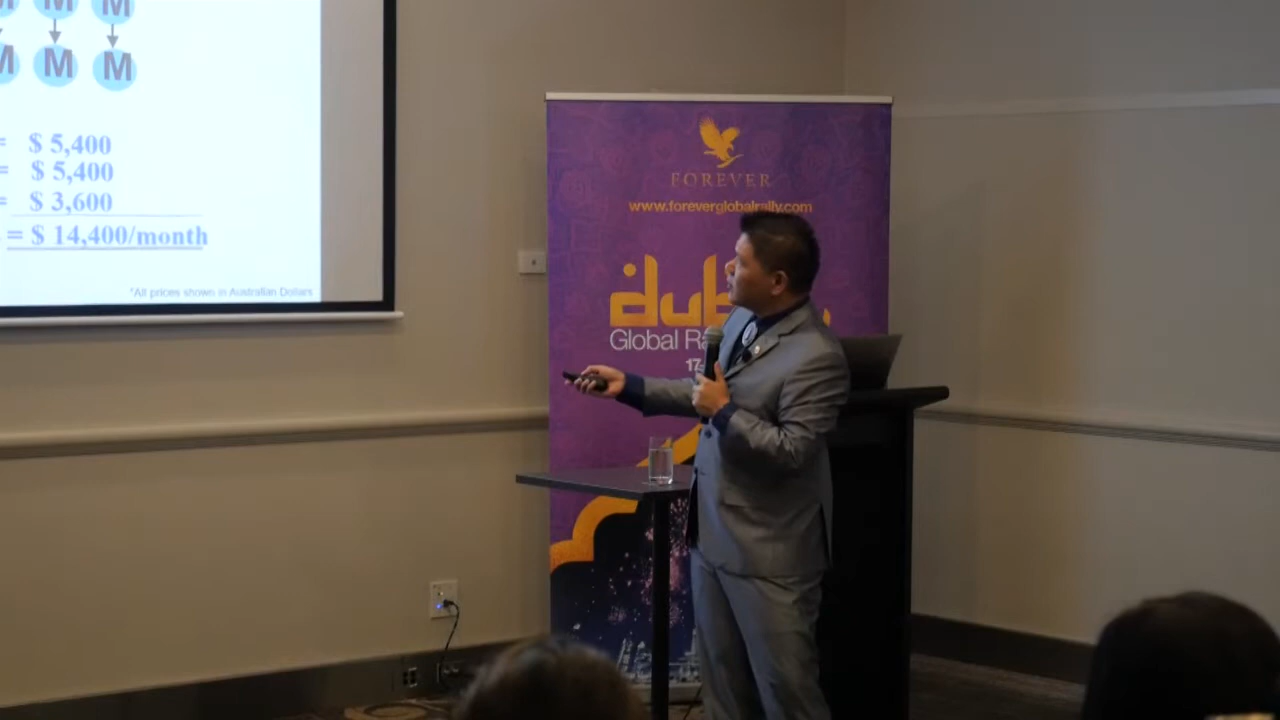 M M M
M M M
= $ 5,400
= $ 5,400
= $ 3,600
= $ 14,400/month
*All prices shown in Australian Dollars
FOREVER
www.foreverglobalrally.com
Global
17